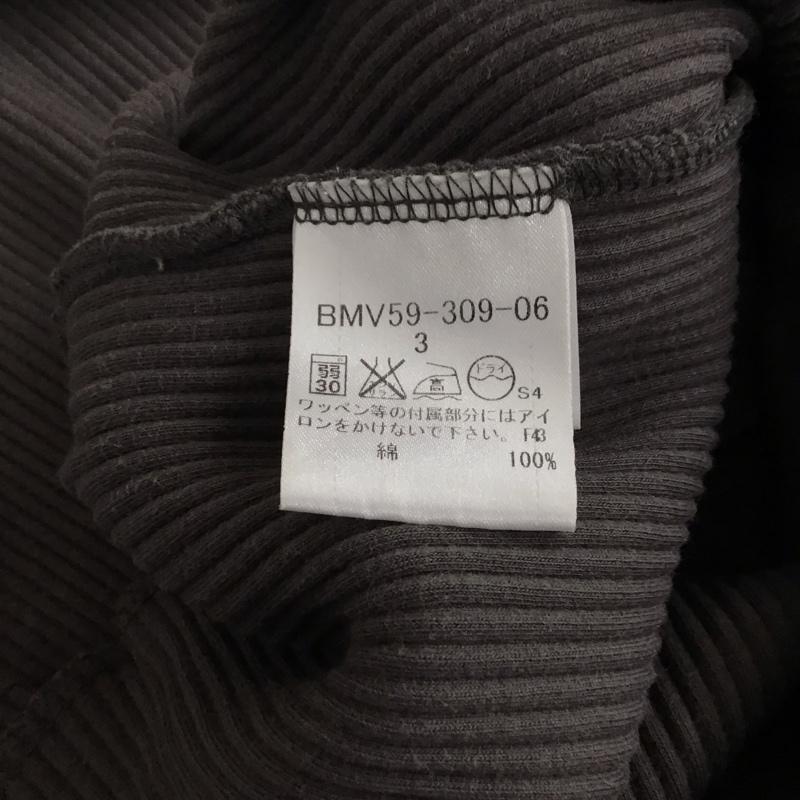 BMV59-309-06
3
弱 30 高 ドライ S4
ワッペン等の付属部分にはアイ
ロンをかけないで下さい。 F43
綿 100%